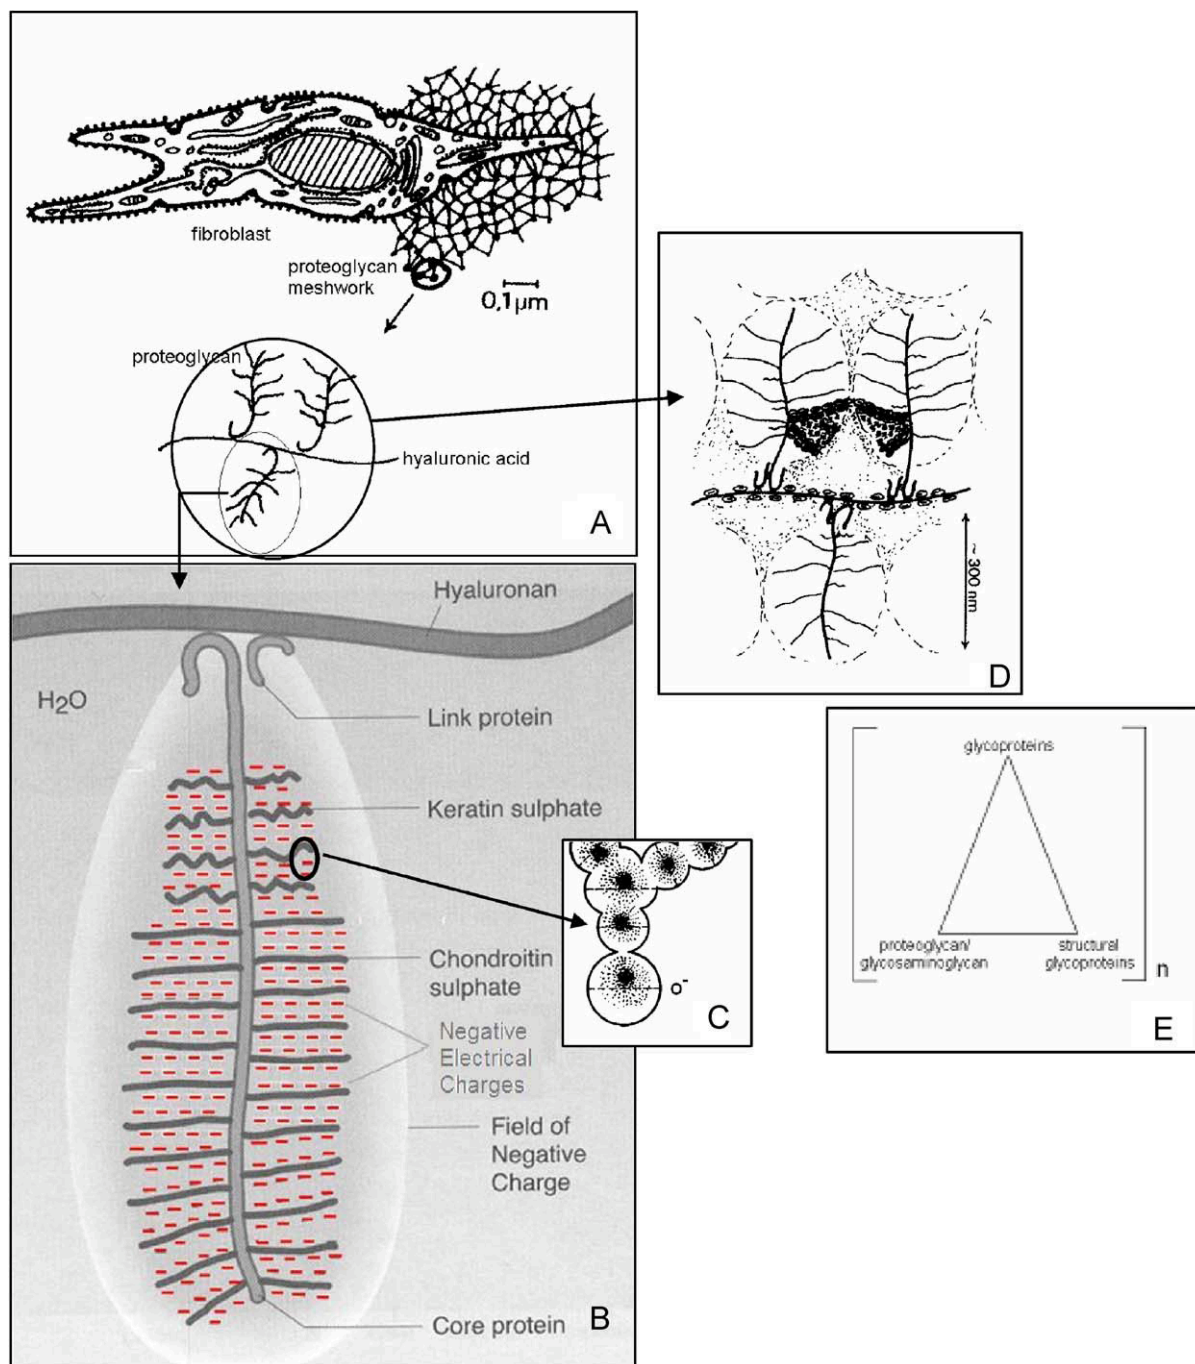 fibroblast
proteoglycan
meshwork
0,1µm
proteoglycan
hyaluronic acid
A
Hyaluronan
H₂O
Link protein
Keratin sulphate
Chondroitin
sulphate
Negative
Electrical
Charges
Field of
Negative
Charge
Core protein
B
O⁻
C
~300 nm
D
glycoproteins
proteoglycan/
glycosaminoglycan
structural
glycoproteins
n
E